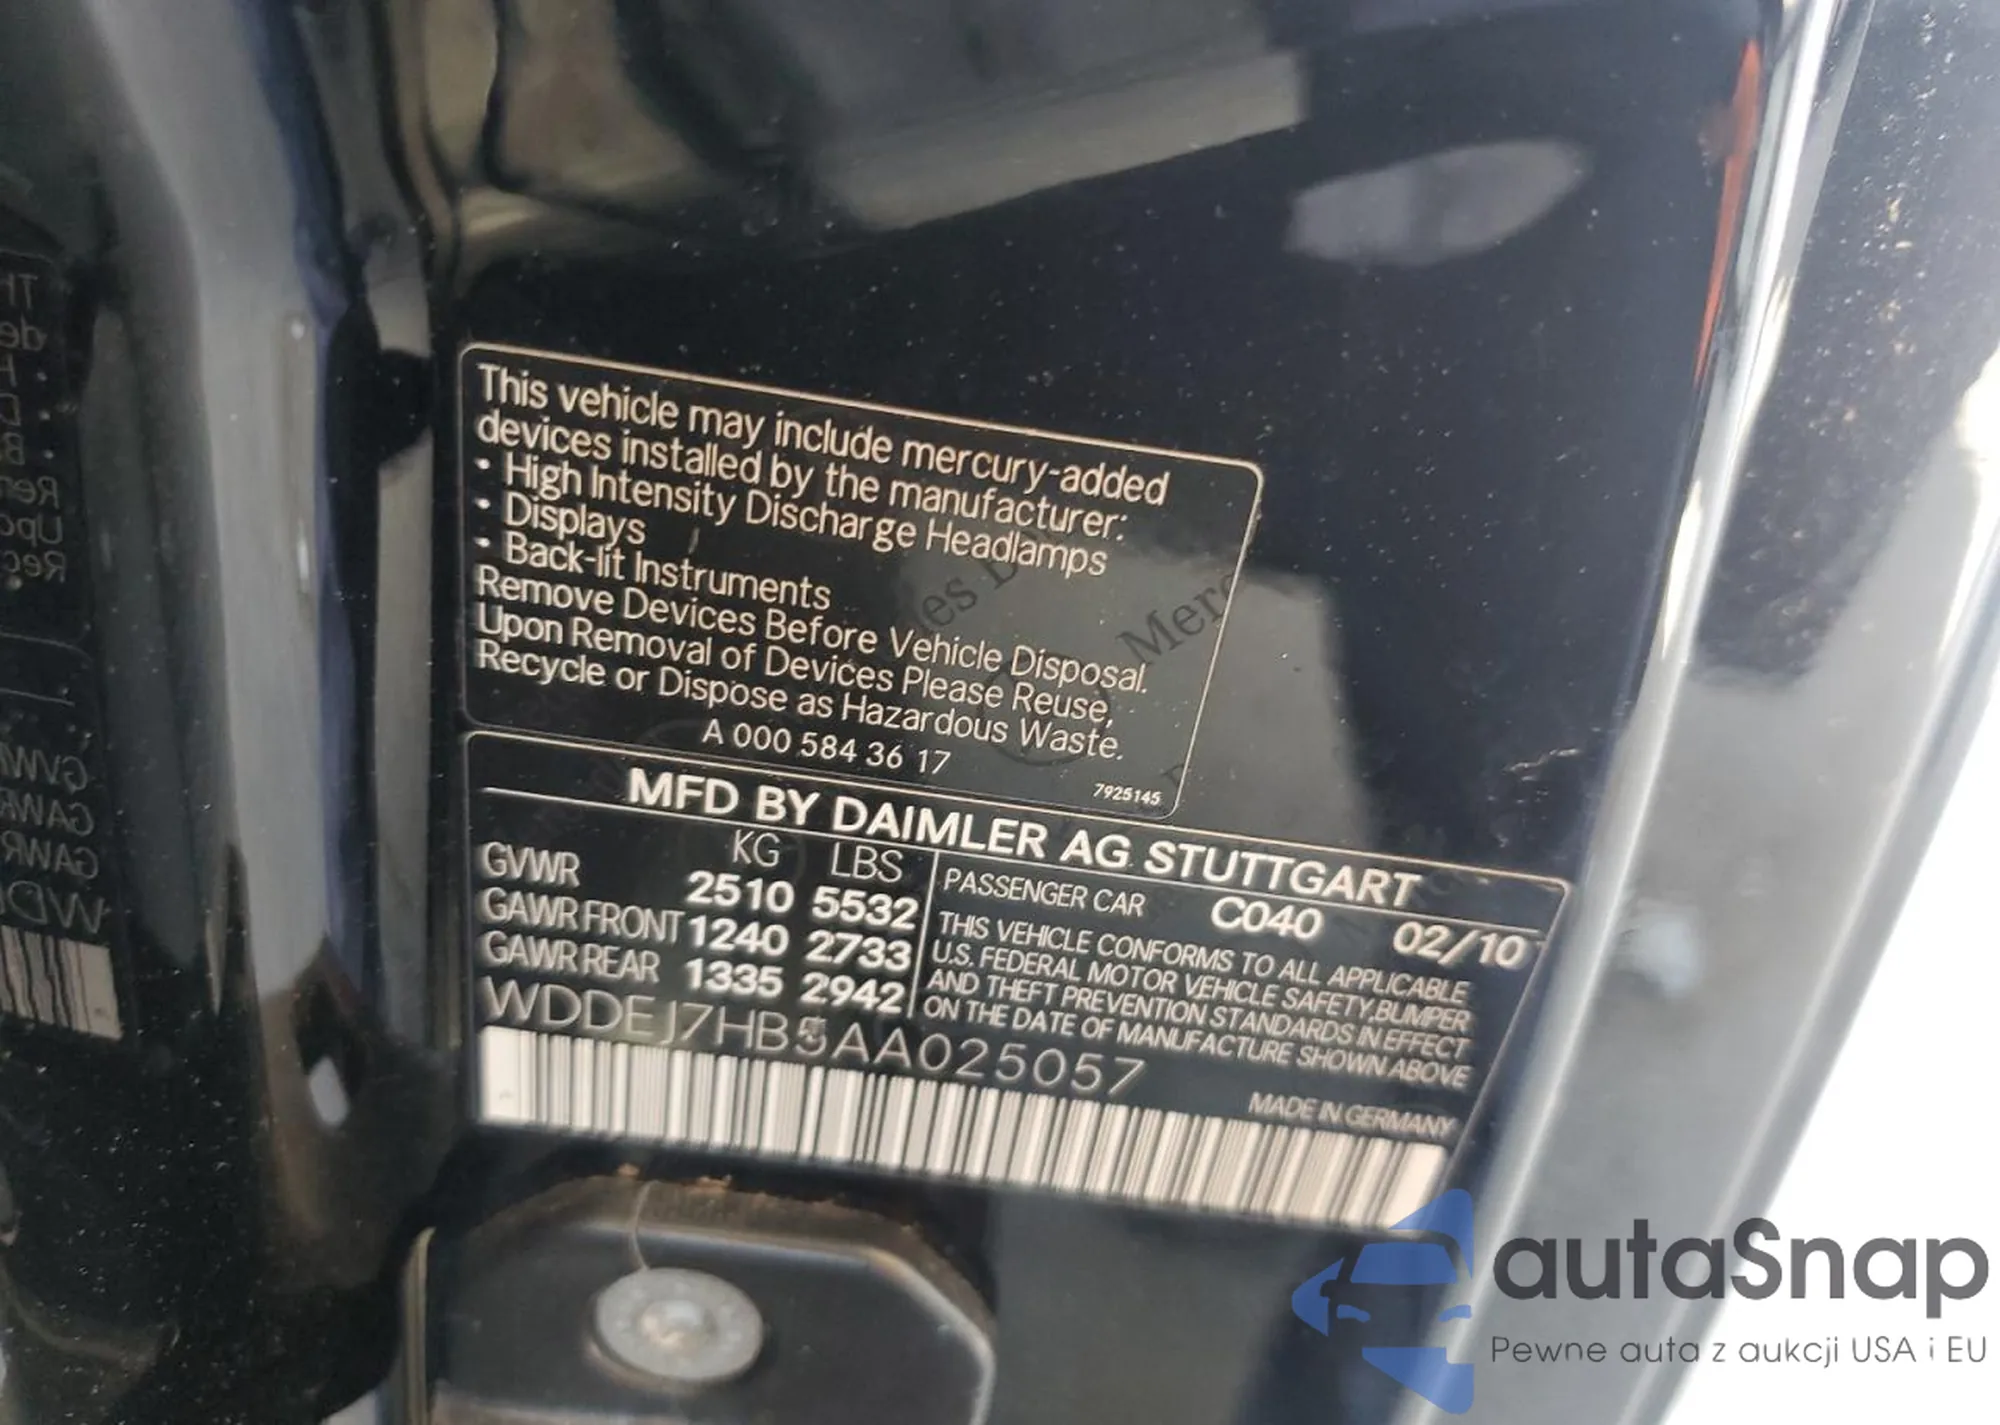 This vehicle may include mercury-added
devices installed by the manufacturer:
• High Intensity Discharge Headlamps
• Displays
• Back-lit Instruments
Remove Devices Before Vehicle Disposal.
Upon Removal of Devices Please Reuse,
Recycle or Dispose as Hazardous Waste.
A 000 584 36 17
7925145
MFD BY DAIMLER AG STUTTGART
KG LBS
GVWR 2510 5532
GAWR FRONT 1240 2733
GAWR REAR 1335 2942
PASSENGER CAR C040 02/10
THIS VEHICLE CONFORMS TO ALL APPLICABLE
U.S. FEDERAL MOTOR VEHICLE SAFETY,BUMPER
AND THEFT PREVENTION STANDARDS IN EFFECT
ON THE DATE OF MANUFACTURE SHOWN ABOVE
WDDEJ7HB5AA025057
MADE IN GERMANY
autaSnap
Pewne auta z aukcji USA i EU